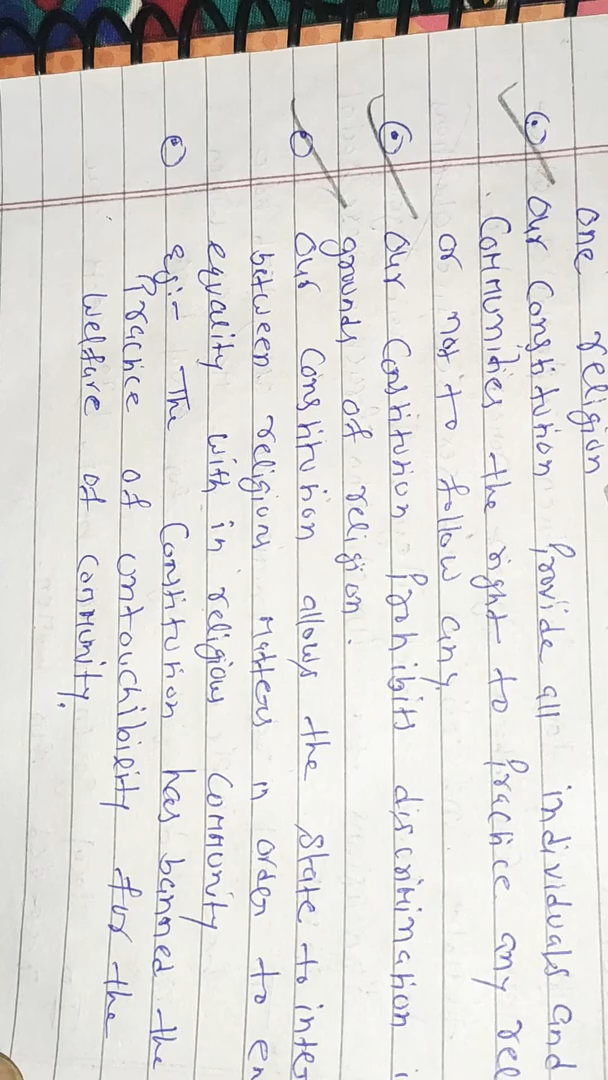 one religion
our Constitution Provide all individuals and
Communities the right to Practice any rel
or not to follow any
our Constitution Prohibits discrimination i
grounds of religion.
our Constitution allows the State to inter
between religious matters in order to en
equality with in religious Community
eg:- The Constitution has banned the
Practice of untouchibility for the
welfare of Community.